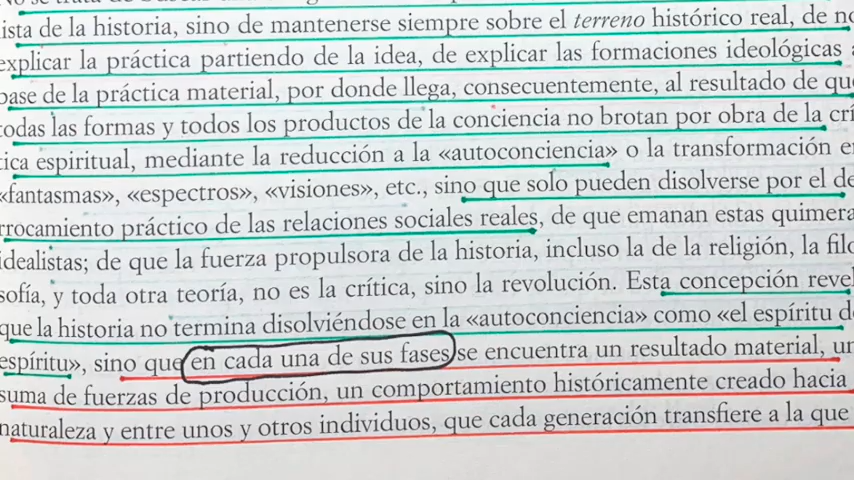 ista de la historia, sino de mantenerse siempre sobre el terreno histórico real, de no
explicar la práctica partiendo de la idea, de explicar las formaciones ideológicas
base de la práctica material, por donde llega, consecuentemente, al resultado de que
todas las formas y todos los productos de la conciencia no brotan por obra de la crí
tica espiritual, mediante la reducción a la «autoconciencia» o la transformación en
«fantasmas», «espectros», «visiones», etc., sino que solo pueden disolverse por el de
rrocamiento práctico de las relaciones sociales reales, de que emanan estas quimera
idealistas; de que la fuerza propulsora de la historia, incluso la de la religión, la filo
sofía, y toda otra teoría, no es la crítica, sino la revolución. Esta concepción revel
que la historia no termina disolviéndose en la «autoconciencia» como «el espíritu de
espíritu», sino que en cada una de sus fases se encuentra un resultado material, un
suma de fuerzas de producción, un comportamiento históricamente creado hacia
naturaleza y entre unos y otros individuos, que cada generación transfiere a la que